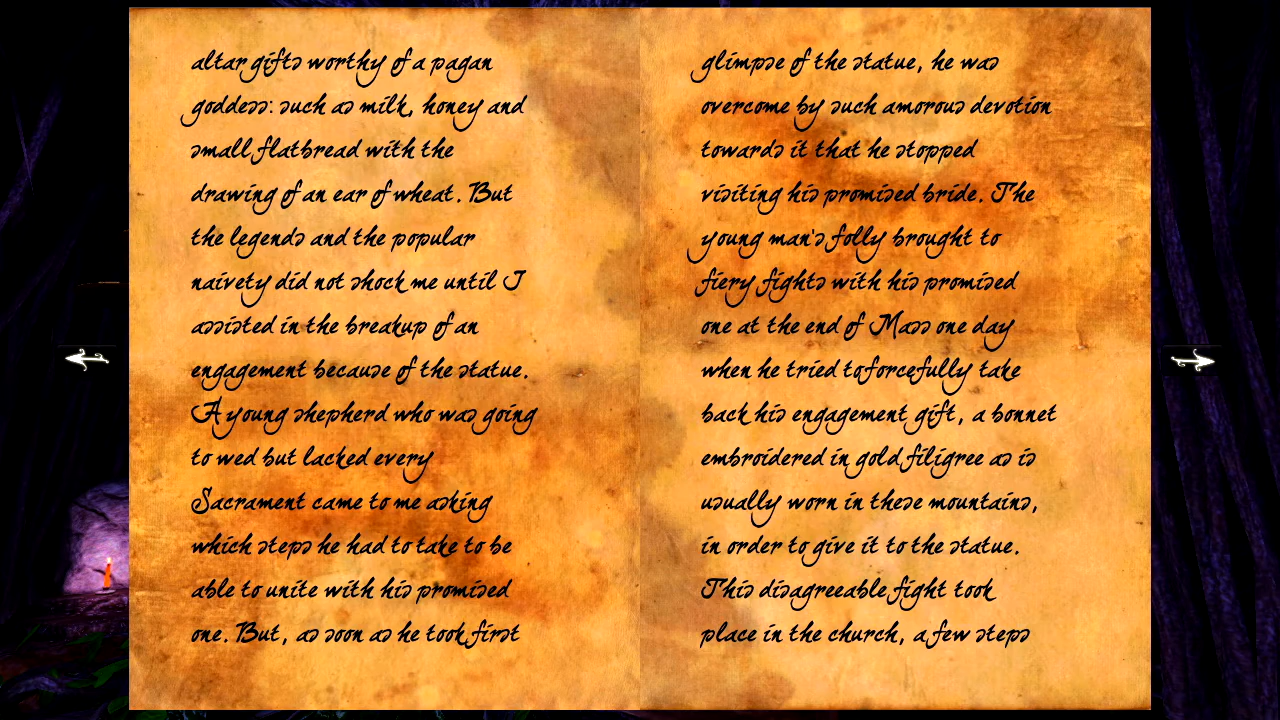 altar gifts worthy of a pagan
goddess: such as milk, honey and
small flatbread with the
drawing of an ear of wheat. But
the legends and the popular
naivety did not shock me until I
assisted in the breakup of an
engagement because of the statue.
A young shepherd who was going
to wed but lacked every
Sacrament came to me asking
which steps he had to take to be
able to unite with his promised
one. But, as soon as he took first
glimpse of the statue, he was
overcome by such amorous devotion
towards it that he stopped
visiting his promised bride. The
young man's folly brought to
fiery fights with his promised
one at the end of Mass one day
when he tried toforcefully take
back his engagement gift, a bonnet
embroidered in gold filigree as is
usually worn in these mountains,
in order to give it to the statue.
This disagreeable fight took
place in the church, a few steps